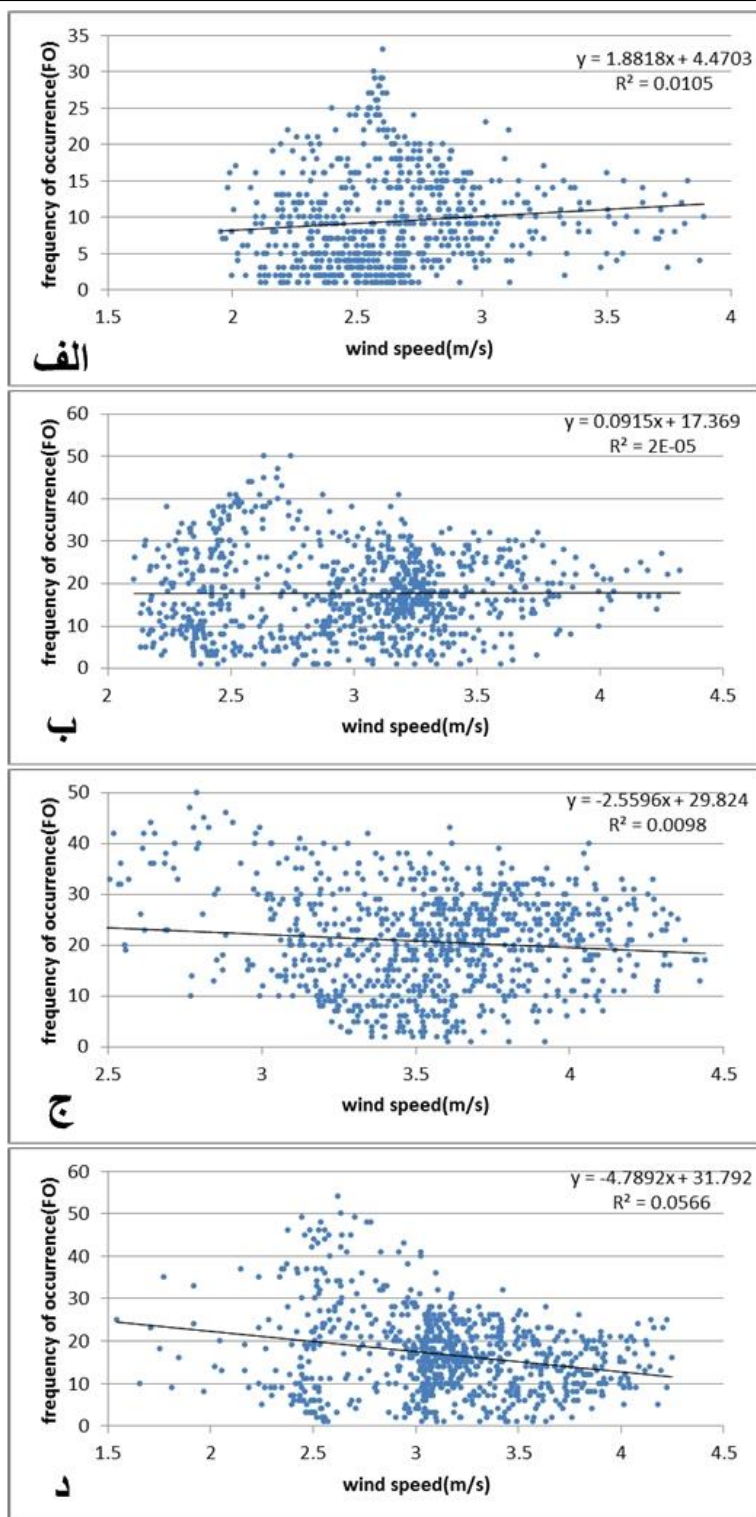 y = 1.8818x + 4.4703
R² = 0.0105
frequency of occurrence(FO)
35
30
25
20
15
10
5
0
1.5 2 2.5 3 3.5 4
wind speed(m/s)
الف
y = 0.0915x + 17.369
R² = 2E-05
frequency of occurrence(FO)
60
50
40
30
20
10
0
2 2.5 3 3.5 4 4.5
wind speed(m/s)
ب
y = -2.5596x + 29.824
R² = 0.0098
frequency of occurrence(FO)
50
40
30
20
10
0
2.5 3 3.5 4 4.5
wind speed(m/s)
ج
y = -4.7892x + 31.792
R² = 0.0566
frequency of occurrence(FO)
60
50
40
30
20
10
0
1.5 2 2.5 3 3.5 4 4.5
wind speed(m/s)
د